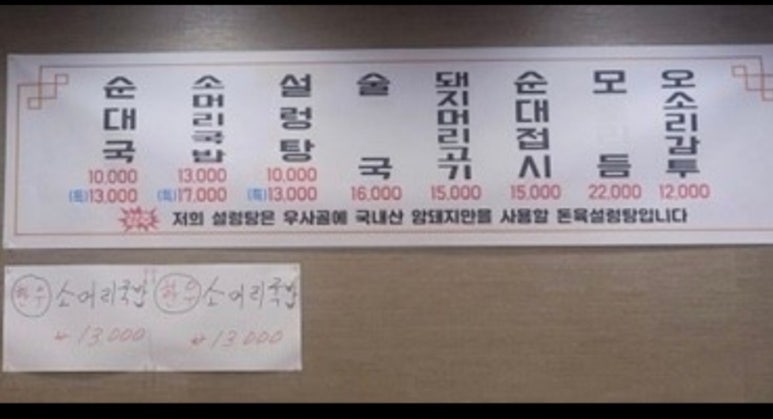 순대국 10,000 (특)13,000
소머리국밥 13,000 (특)17,000
설렁탕 10,000 (특)13,000
술국 16,000
돼지머리고기 15,000
순대접시 15,000
모듬 22,000
오소리감투 12,000
저희 설렁탕은 우사골에 국내산 암돼지만을 사용할 돈육설렁탕입니다
한우 소머리국밥 한우 소머리국밥
₩13,000 ₩13,000